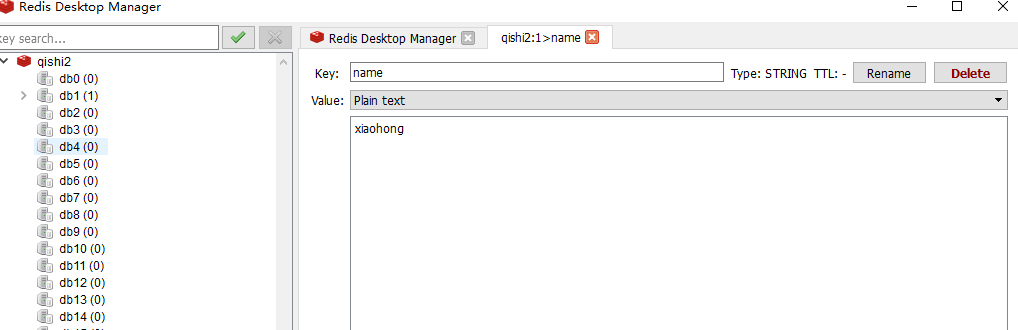 Redis Desktop Manager
key search...
qishi2
db0 (0)
db1 (1)
db2 (0)
db3 (0)
db4 (0)
db5 (0)
db6 (0)
db7 (0)
db8 (0)
db9 (0)
db10 (0)
db11 (0)
db12 (0)
db13 (0)
db14 (0)
Redis Desktop Manager
qishi2:1>name
Key: name Type: STRING TTL: - Rename Delete
Value: Plain text
xiaohong